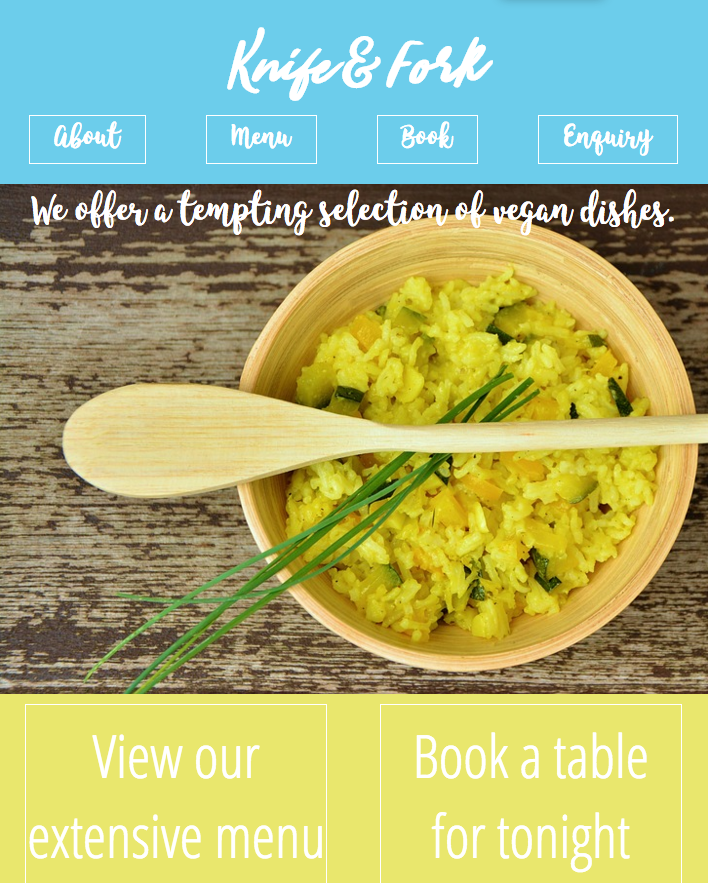 Knife & Fork
About Menu Book Enquiry
We offer a tempting selection of vegan dishes.
View our
extensive menu
Book a table
for tonight